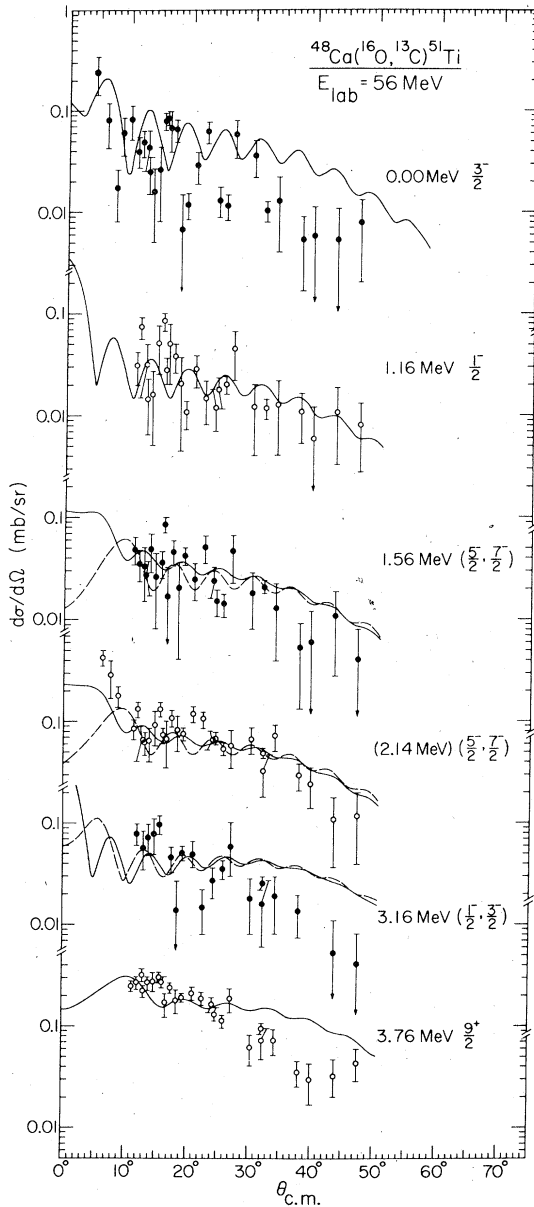 ⁴⁸Ca(¹⁶O,¹³C)⁵¹Ti
E_lab = 56 MeV
1
0.1
0.00 MeV 3/2⁻
0.01
0.1
1.16 MeV 1/2⁻
0.01
dσ/dΩ (mb/sr)
0.1
1.56 MeV (5/2⁻, 7/2⁻)
0.01
0.1
(2.14 MeV) (5/2⁻, 7/2⁻)
0.1
0.01
3.16 MeV (1/2⁻, 3/2⁻)
0.1
3.76 MeV 9/2⁺
0.01
0° 10° 20° 30° 40° 50° 60° 70°
θ_c.m.